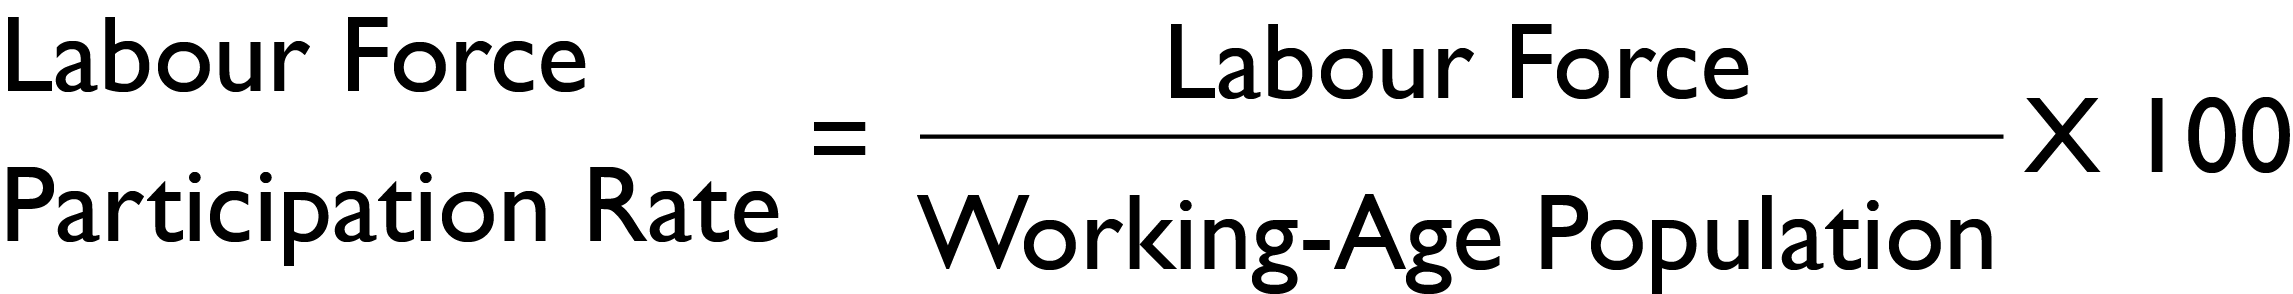 Labour Force
Participation Rate
=
Labour Force
Working-Age Population
X 100